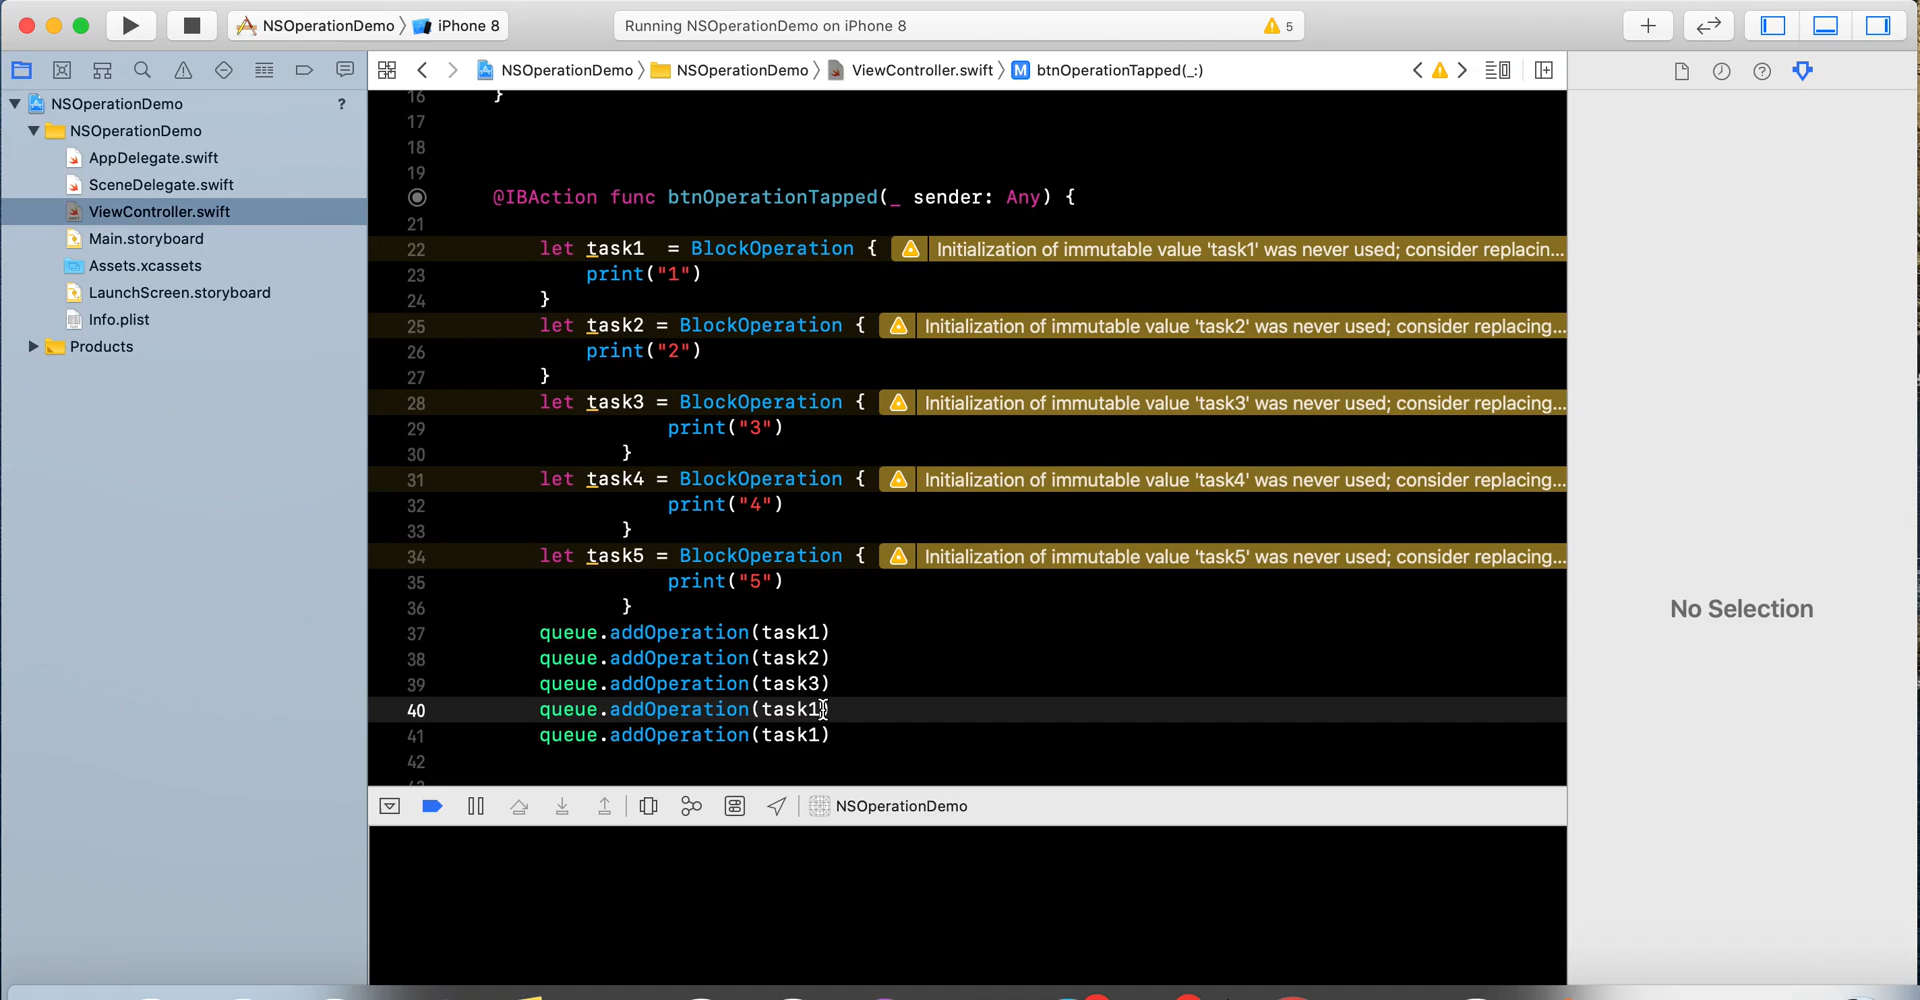 NSOperationDemo 〉 iPhone 8
Running NSOperationDemo on iPhone 8
5
NSOperationDemo 〉 NSOperationDemo 〉 ViewController.swift 〉 M btnOperationTapped(_:)
NSOperationDemo ?
NSOperationDemo
AppDelegate.swift
SceneDelegate.swift
ViewController.swift
Main.storyboard
Assets.xcassets
LaunchScreen.storyboard
Info.plist
Products
16 }
17
18
19
@IBAction func btnOperationTapped(_ sender: Any) {
21
22 let task1  = BlockOperation { Initialization of immutable value 'task1' was never used; consider replacin...
23 print("1")
24 }
25 let task2 = BlockOperation { Initialization of immutable value 'task2' was never used; consider replacing...
26 print("2")
27 }
28 let task3 = BlockOperation { Initialization of immutable value 'task3' was never used; consider replacing...
29 print("3")
30 }
31 let task4 = BlockOperation { Initialization of immutable value 'task4' was never used; consider replacing...
32 print("4")
33 }
34 let task5 = BlockOperation { Initialization of immutable value 'task5' was never used; consider replacing...
35 print("5")
36 }
37 queue.addOperation(task1)
38 queue.addOperation(task2)
39 queue.addOperation(task3)
40 queue.addOperation(task1)
41 queue.addOperation(task1)
42
No Selection
NSOperationDemo